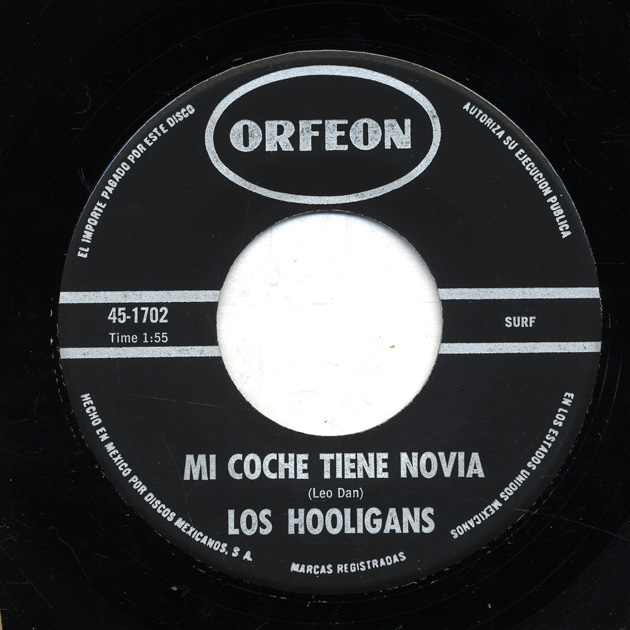 ORFEON
EL IMPORTE PAGADO POR ESTE DISCO
AUTORIZA SU EJECUCION PUBLICA
45-1702
Time 1:55
SURF
MI COCHE TIENE NOVIA
(Leo Dan)
LOS HOOLIGANS
HECHO EN MEXICO POR DISCOS MEXICANOS, S A.
MARCAS REGISTRADAS
EN LOS ESTADOS UNIDOS MEXICANOS